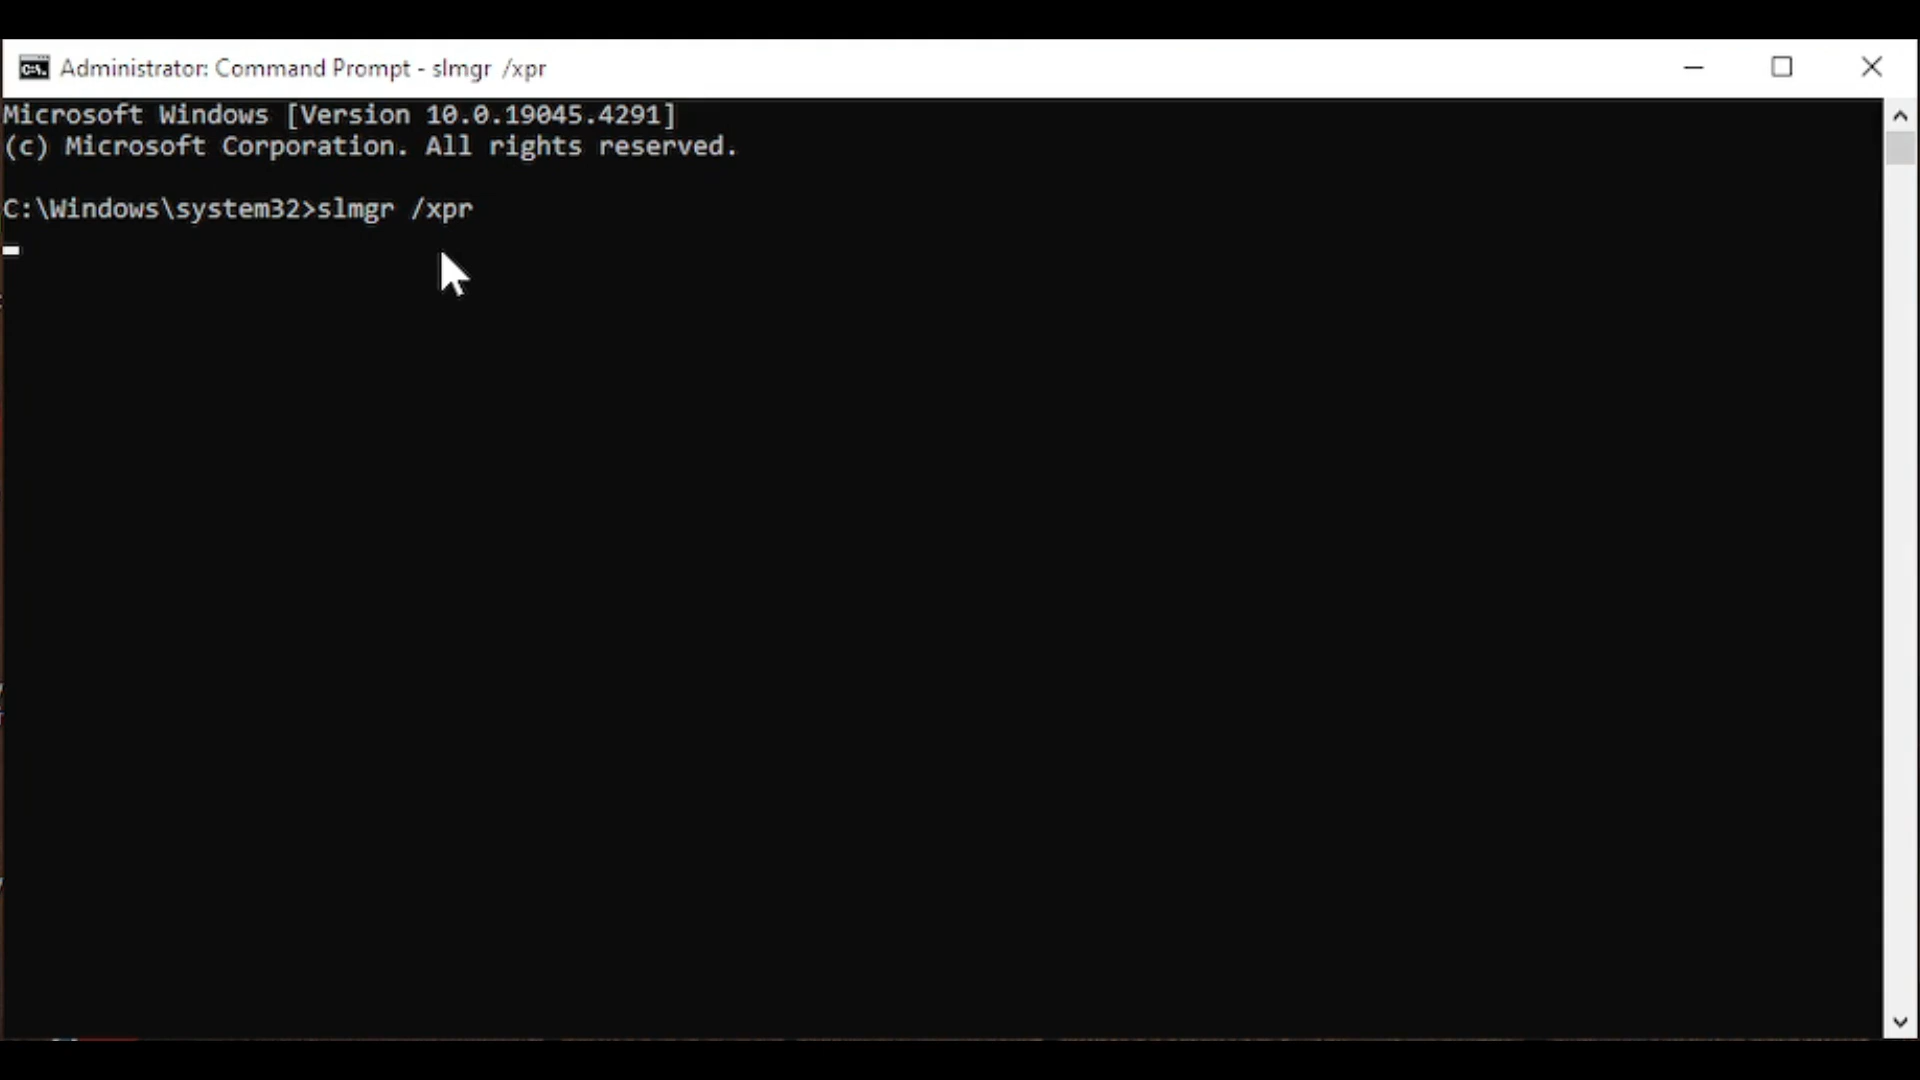 Administrator: Command Prompt - slmgr /xpr
Microsoft Windows [Version 10.0.19045.4291]
(c) Microsoft Corporation. All rights reserved.
C:\Windows\system32>slmgr /xpr